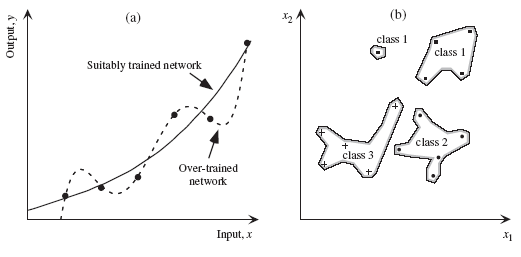 (a)
Output, y
Suitably trained network
Over-trained
network
Input, x
(b)
x2
class 1
class 1
class 2
class 3
x1